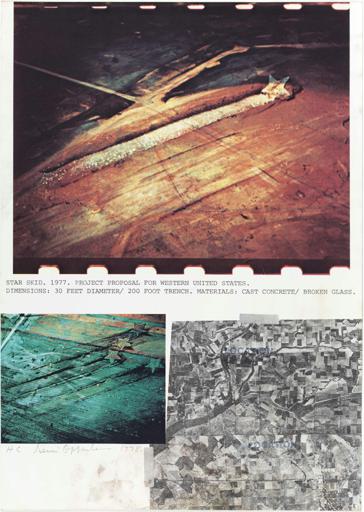 STAR SKID, 1977. PROJECT PROPOSAL FOR WESTERN UNITED STATES.
DIMENSIONS: 30 FEET DIAMETER/ 200 FOOT TRENCH. MATERIALS: CAST CONCRETE/ BROKEN GLASS.
HC Dennis Oppenheim 1978